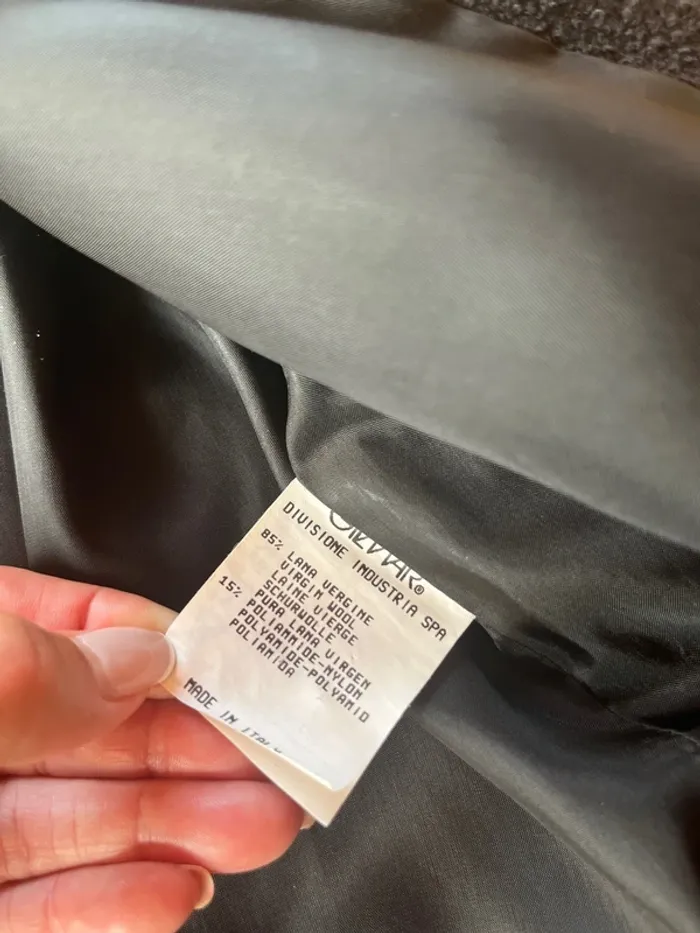 DIVISIONE INDUSTRIA SPA
85% LANA VERGINE
VIRGIN WOOL
LAINE VIERGE
SCHURWOLLE
PURA LANA VIRGEN
15% POLIAMMIDE-NYLON
POLYAMIDE-POLYAMID
POLIAMIDA
MADE IN ITALY